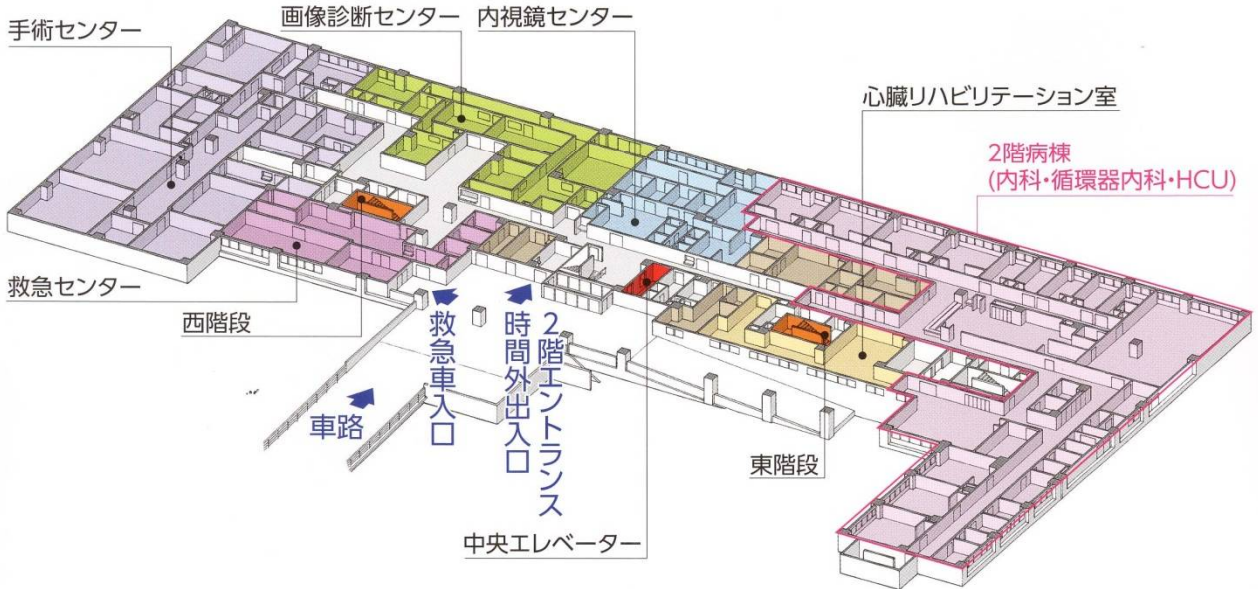 手術センター
画像診断センター
内視鏡センター
心臓リハビリテーション室
2階病棟
(内科・循環器内科・HCU)
救急センター
西階段
車路
救急車入口
2階エントランス
時間外出入口
中央エレベーター
東階段